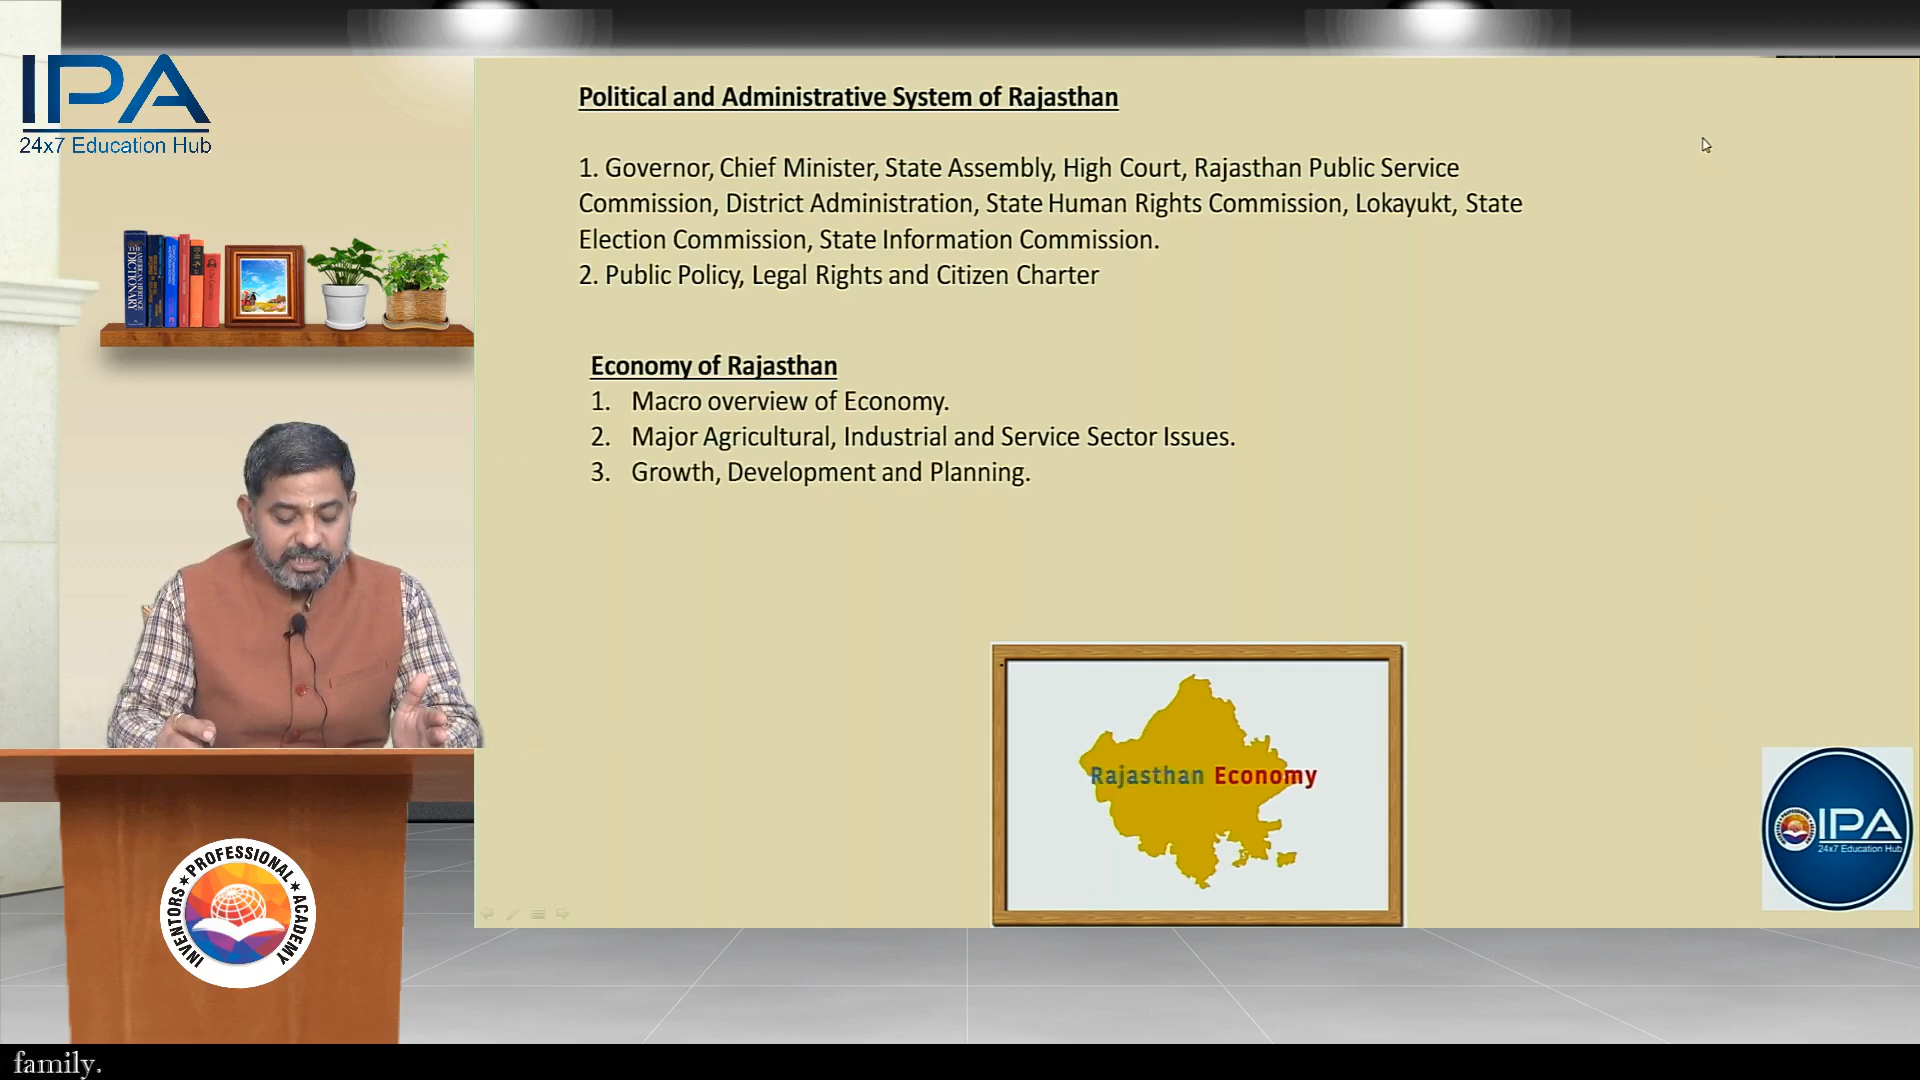 IPA
24x7 Education Hub
Political and Administrative System of Rajasthan
1. Governor, Chief Minister, State Assembly, High Court, Rajasthan Public Service
Commission, District Administration, State Human Rights Commission, Lokayukt, State
Election Commission, State Information Commission.
2. Public Policy, Legal Rights and Citizen Charter
Economy of Rajasthan
1. Macro overview of Economy.
2. Major Agricultural, Industrial and Service Sector Issues.
3. Growth, Development and Planning.
THE
DICTIONARY
Rajasthan Economy
IPA
24x7 Education Hub
INVENTORS ★ PROFESSIONAL ★ ACADEMY
family.